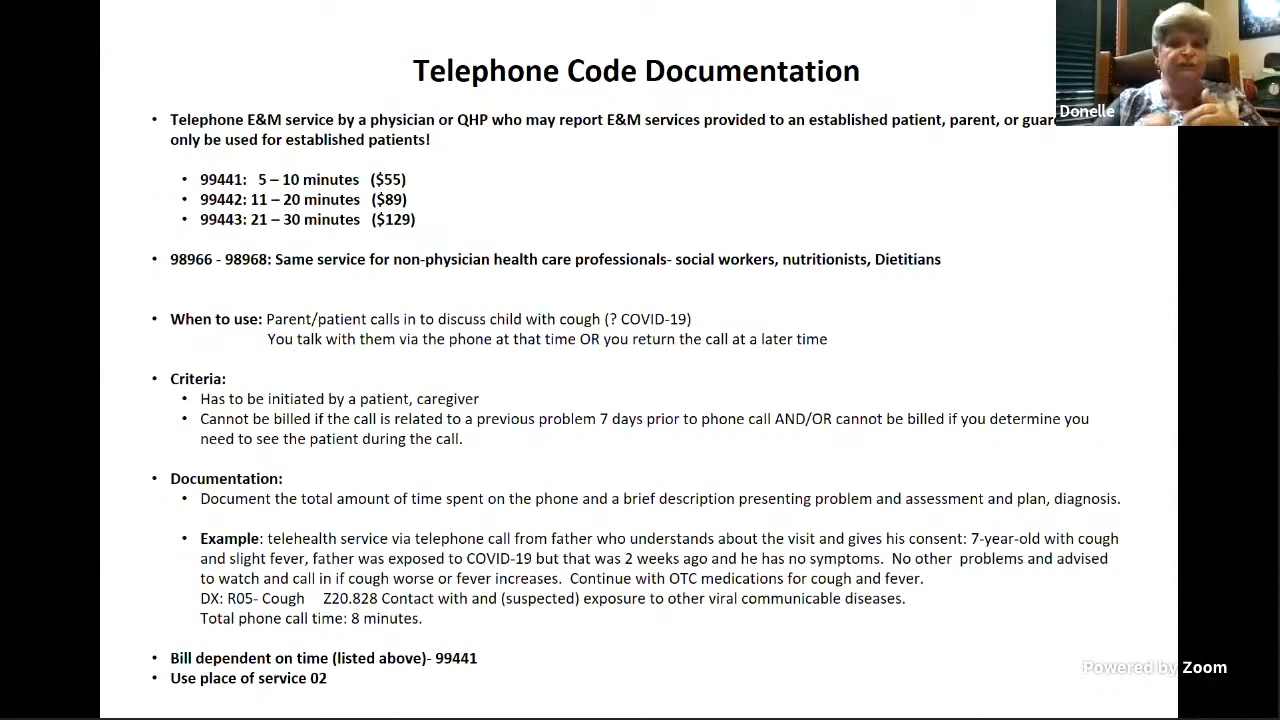 Telephone Code Documentation
Donelle
• Telephone E&M service by a physician or QHP who may report E&M services provided to an established patient, parent, or
only be used for established patients!
• 99441: 5 – 10 minutes ($55)
• 99442: 11 – 20 minutes ($89)
• 99443: 21 – 30 minutes ($129)
• 98966 - 98968: Same service for non-physician health care professionals- social workers, nutritionists, Dietitians
• When to use: Parent/patient calls in to discuss child with cough (? COVID-19)
You talk with them via the phone at that time OR you return the call at a later time
• Criteria:
• Has to be initiated by a patient, caregiver
• Cannot be billed if the call is related to a previous problem 7 days prior to phone call AND/OR cannot be billed if you determine you
need to see the patient during the call.
• Documentation:
• Document the total amount of time spent on the phone and a brief description presenting problem and assessment and plan, diagnosis.
• Example: telehealth service via telephone call from father who understands about the visit and gives his consent: 7-year-old with cough
and slight fever, father was exposed to COVID-19 but that was 2 weeks ago and he has no symptoms. No other problems and advised
to watch and call in if cough worse or fever increases. Continue with OTC medications for cough and fever.
DX: R05- Cough Z20.828 Contact with and (suspected) exposure to other viral communicable diseases.
Total phone call time: 8 minutes.
• Bill dependent on time (listed above)- 99441
• Use place of service 02
Powered by Zoom